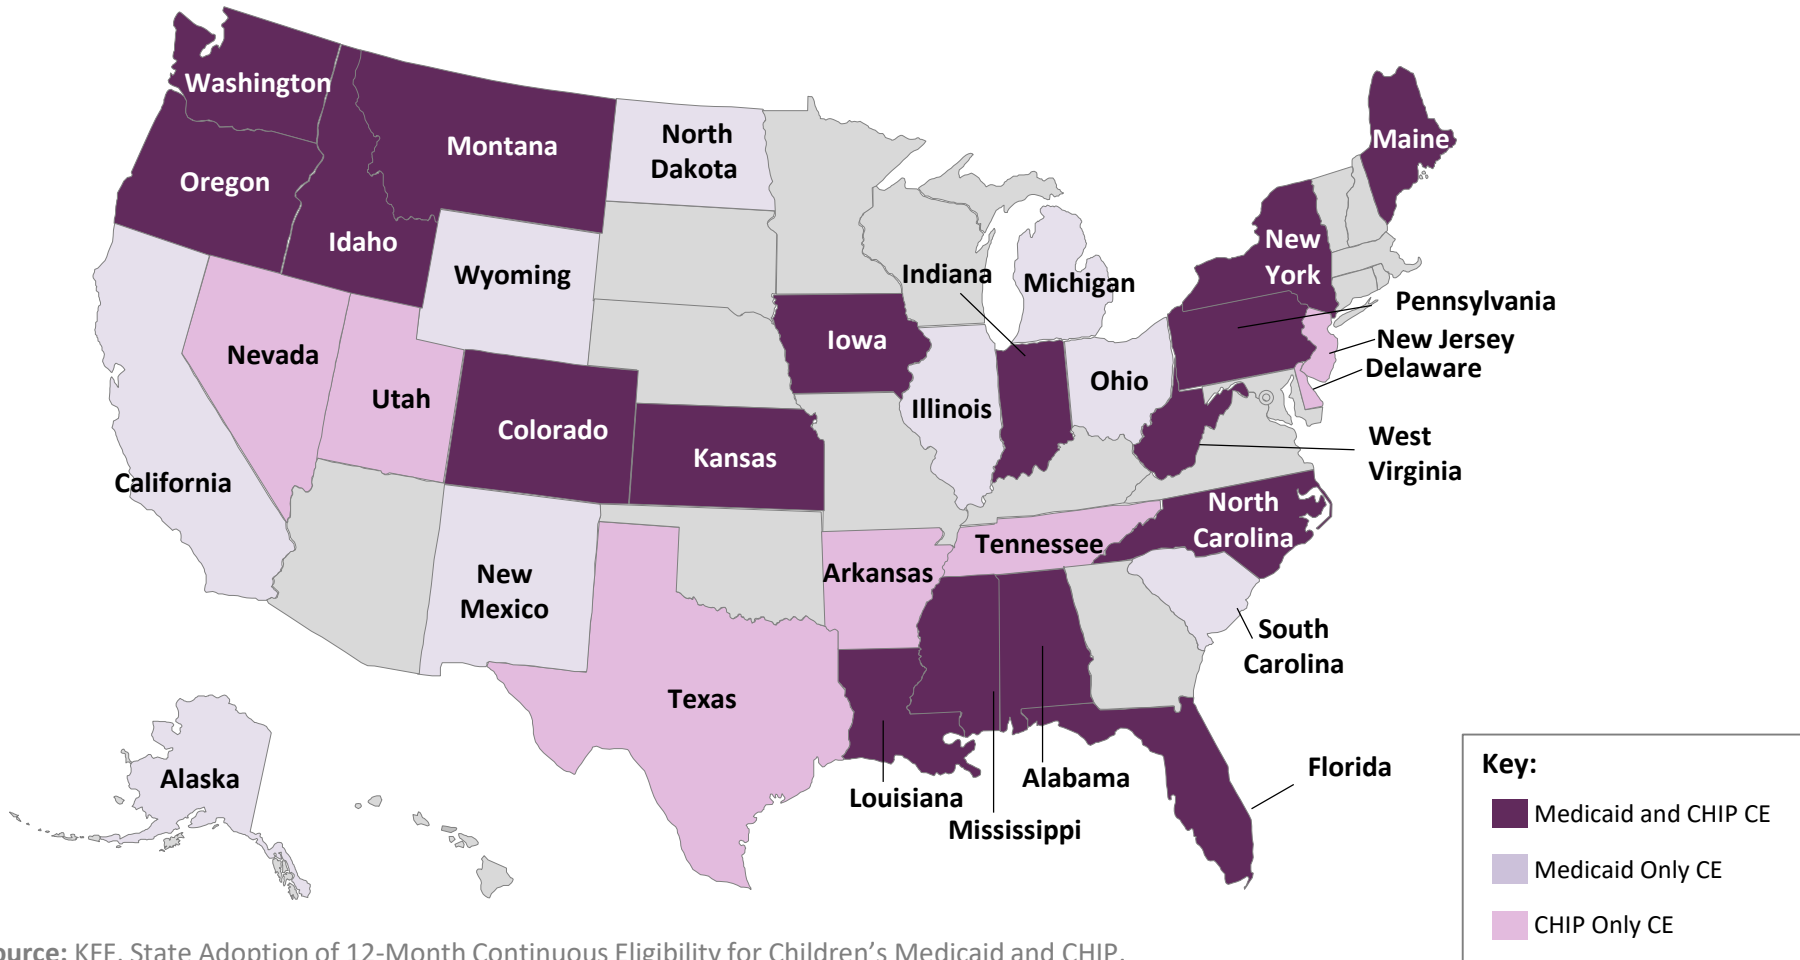 Washington
Montana
North
Dakota
Maine
Oregon
Idaho
Wyoming
New
York
Indiana
Michigan
Pennsylvania
New Jersey
Delaware
Iowa
Nevada
Utah
Ohio
Illinois
Colorado
Kansas
West
Virginia
California
North
Carolina
Tennessee
Arkansas
New
Mexico
South
Carolina
Texas
Alaska
Louisiana
Alabama
Mississippi
Florida
Key:
Medicaid and CHIP CE
Medicaid Only CE
CHIP Only CE
ource: KFF, State Adoption of 12-Month Continuous Eligibility for Children's Medicaid and CHIP.